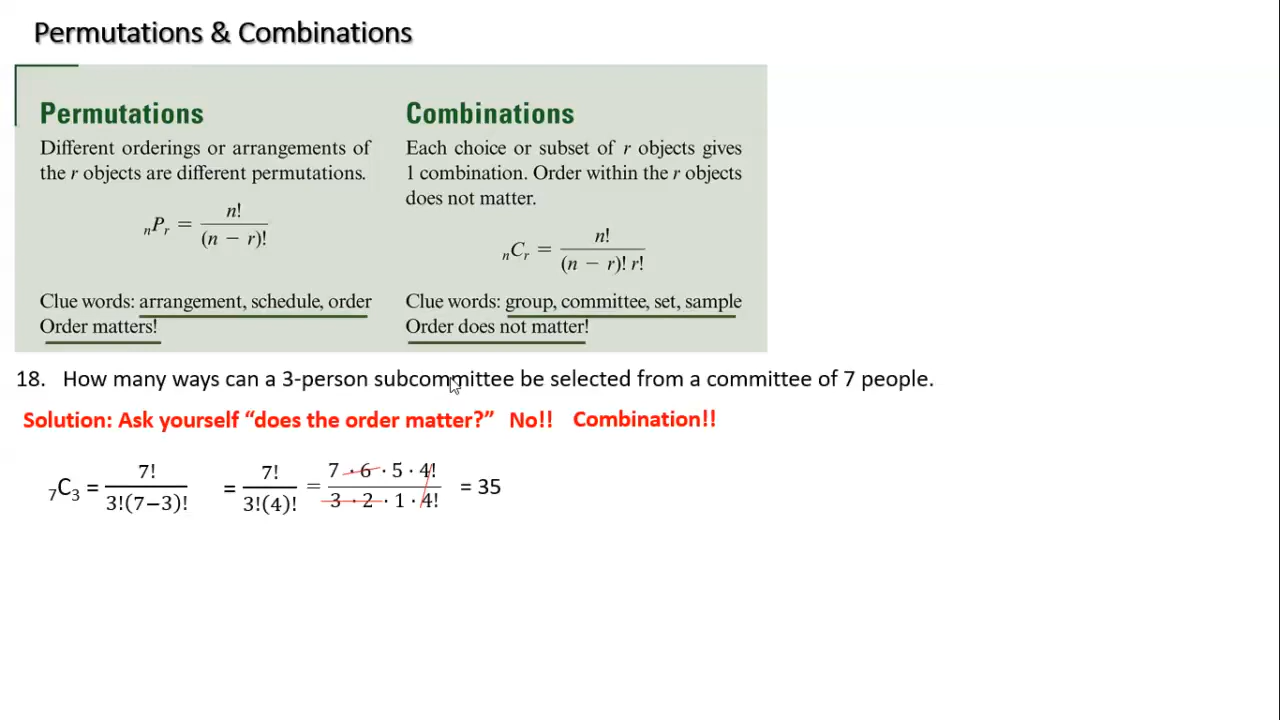 Permutations & Combinations
Permutations
Different orderings or arrangements of
the r objects are different permutations.
nPr = n! / (n − r)!
Clue words: arrangement, schedule, order
Order matters!
Combinations
Each choice or subset of r objects gives
1 combination. Order within the r objects
does not matter.
nCr = n! / (n − r)! r!
Clue words: group, committee, set, sample
Order does not matter!
18. How many ways can a 3-person subcommittee be selected from a committee of 7 people.
Solution: Ask yourself “does the order matter?” No!! Combination!!
₇C₃ = 7! / 3!(7−3)! = 7! / 3!(4)! = 7 · 6 · 5 · 4! / 3 · 2 · 1 · 4! = 35